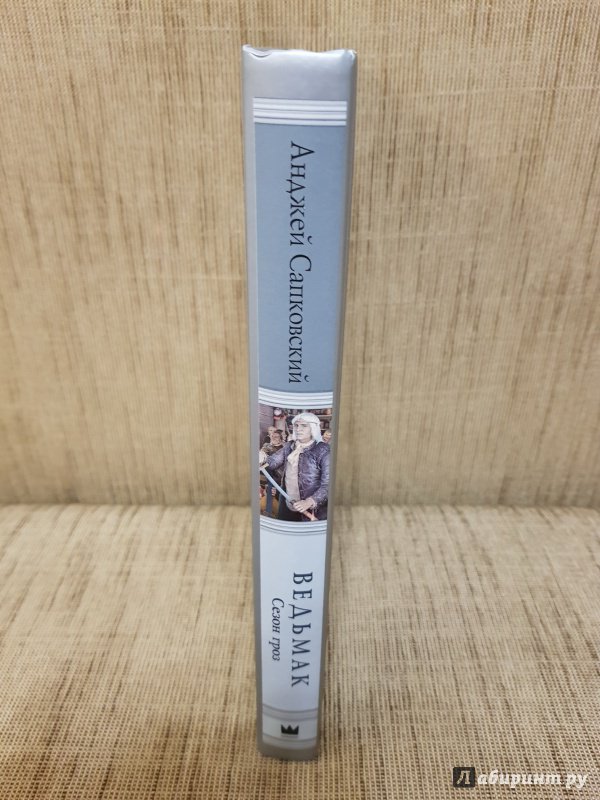 Анджей Сапковский
ВЕДЬМАК
Сезон гроз
Лабиринт.ру